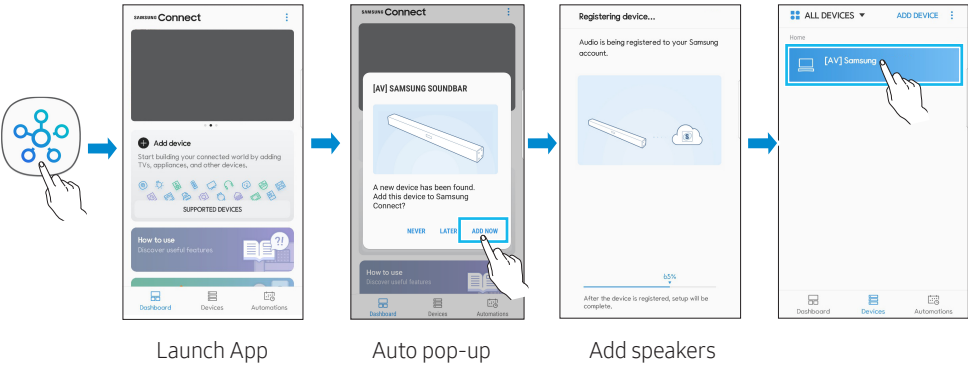 SAMSUNG Connect
Add device
Start building your connected world by adding
TVs, appliances, and other devices.
SUPPORTED DEVICES
How to use
Discover useful features
?!
Dashboard
Devices
Automations
Launch App
SAMSUNG Connect
[AV] SAMSUNG SOUNDBAR
A new device has been found.
Add this device to Samsung
Connect?
NEVER
LATER
ADD NOW
How to use
Discover useful features
Dashboard
Devices
Automations
Auto pop-up
Registering device...
Audio is being registered to your Samsung
account.
65%
After the device is registered, setup will be
complete.
Add speakers
ALL DEVICES
ADD DEVICE
Home
[AV] Samsung
Dashboard
Devices
Automations